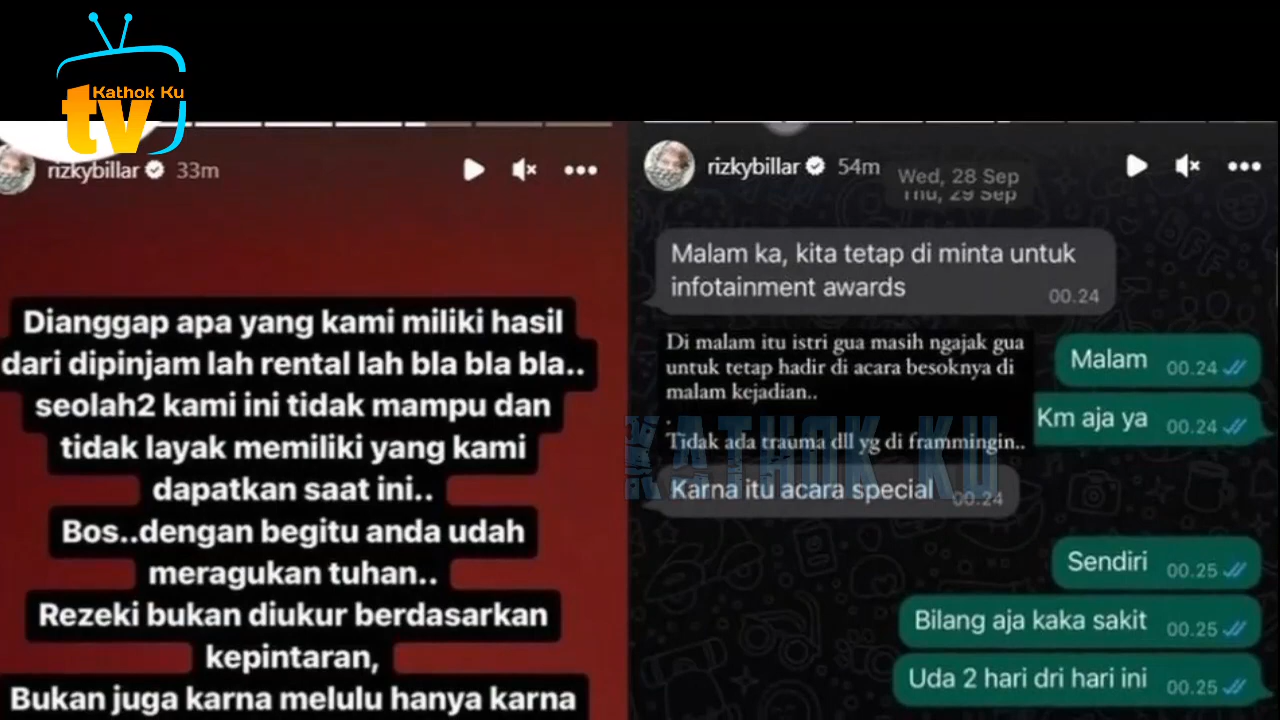 Kathok Ku
tv
rizkybillar 33m
Dianggap apa yang kami miliki hasil
dari dipinjam lah rental lah bla bla bla..
seolah2 kami ini tidak mampu dan
tidak layak memiliki yang kami
dapatkan saat ini..
Bos..dengan begitu anda udah
meragukan tuhan..
Rezeki bukan diukur berdasarkan
kepintaran,
Bukan juga karna melulu hanya karna
rizkybillar 54m
Wed, 28 Sep
Thu, 29 Sep
Malam ka, kita tetap di minta untuk
infotainment awards
00.24
Di malam itu istri gua masih ngajak gua
untuk tetap hadir di acara besoknya di
malam kejadian..
.
Tidak ada trauma dll yg di frammingin..
Malam 00.24
Km aja ya 00.24
KATHOK KU
Karna itu acara special 00.24
Sendiri 00.25
Bilang aja kaka sakit 00.25
Uda 2 hari dri hari ini 00.25